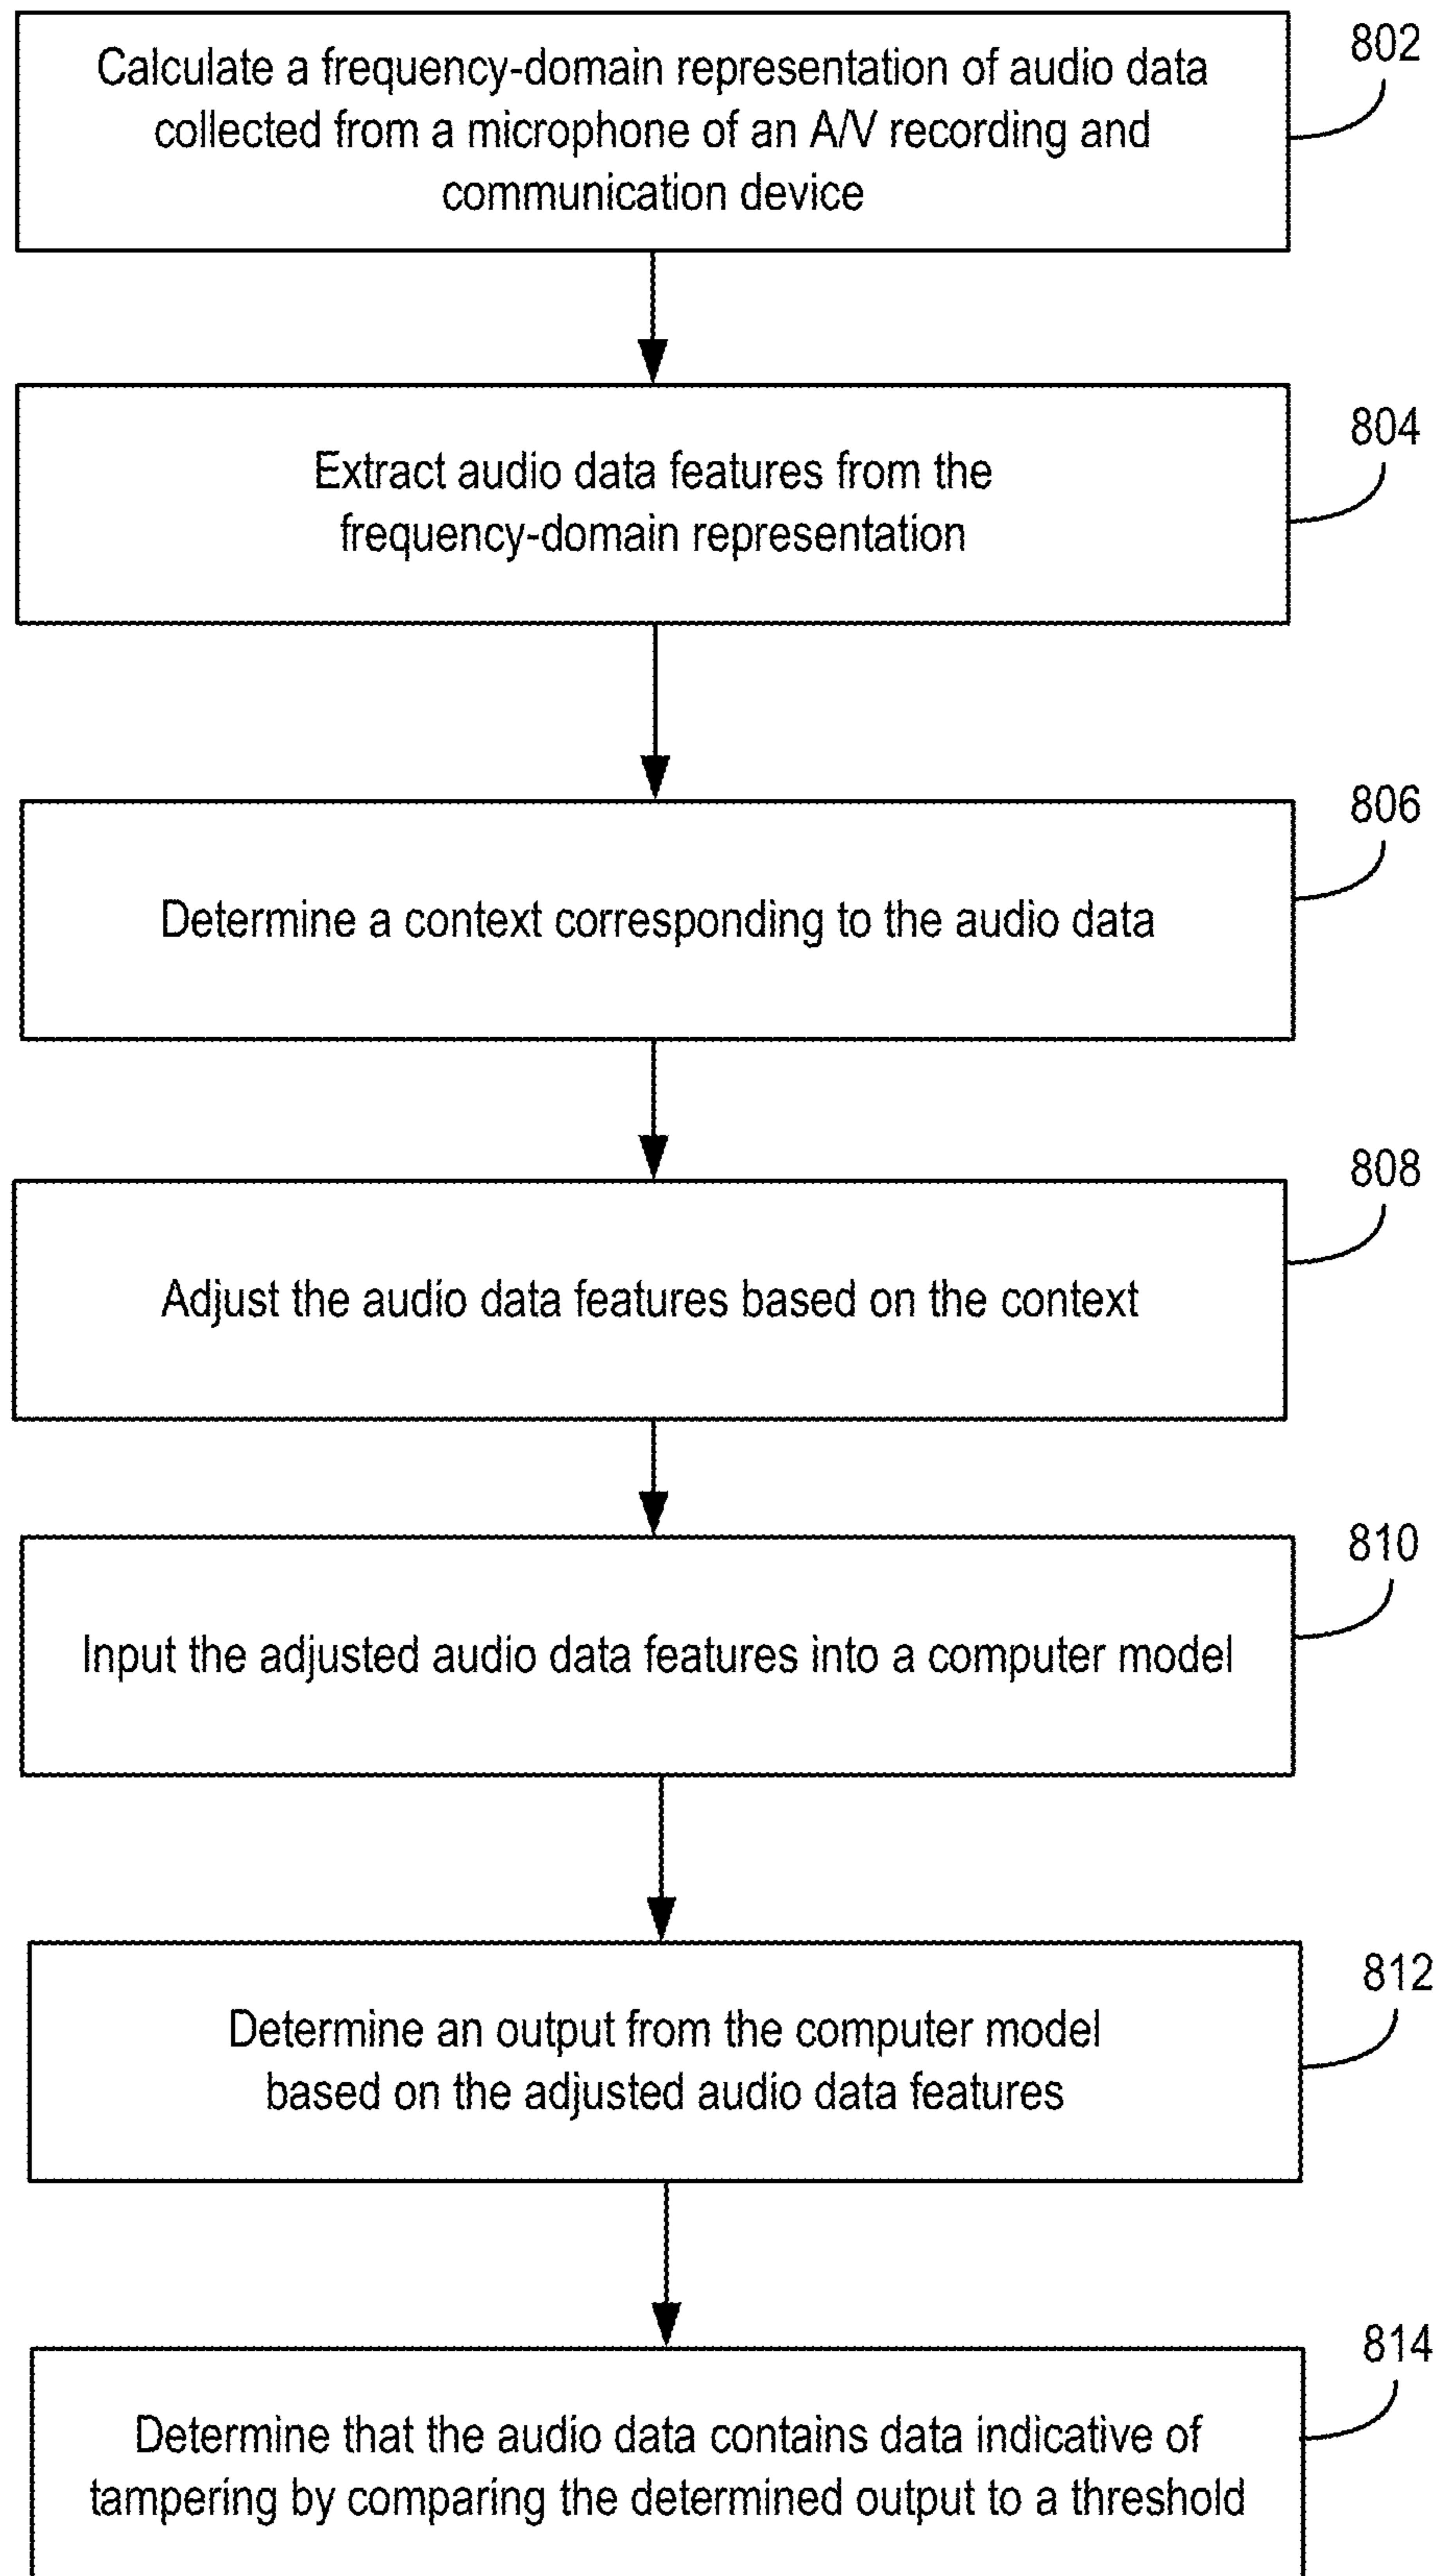 Calculate a frequency-domain representation of audio data
collected from a microphone of an A/V recording and
communication device
802
Extract audio data features from the
frequency-domain representation
804
Determine a context corresponding to the audio data
806
Adjust the audio data features based on the context
808
Input the adjusted audio data features into a computer model
810
Determine an output from the computer model
based on the adjusted audio data features
812
Determine that the audio data contains data indicative of
tampering by comparing the determined output to a threshold
814